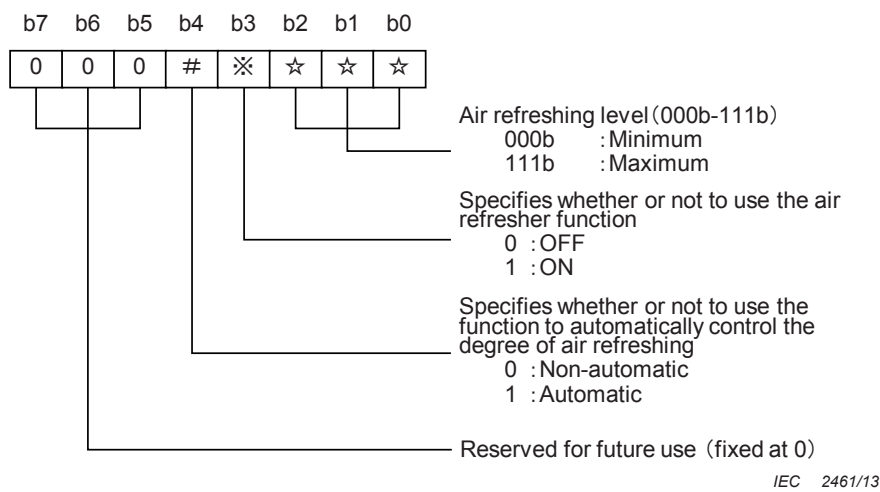 b7 b6 b5 b4 b3 b2 b1 b0
0 0 0 # ※ ☆ ☆ ☆
Air refreshing level（000b-111b）
000b ：Minimum
111b ：Maximum
Specifies whether or not to use the air
refresher function
0 ：OFF
1 ：ON
Specifies whether or not to use the
function to automatically control the
degree of air refreshing
0 ：Non-automatic
1 ：Automatic
Reserved for future use（fixed at 0）
IEC 2461/13